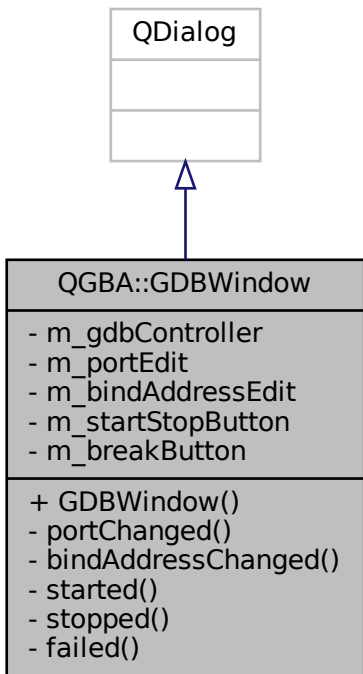 QDialog
QGBA::GDBWindow
- m_gdbController
- m_portEdit
- m_bindAddressEdit
- m_startStopButton
- m_breakButton
+ GDBWindow()
- portChanged()
- bindAddressChanged()
- started()
- stopped()
- failed()